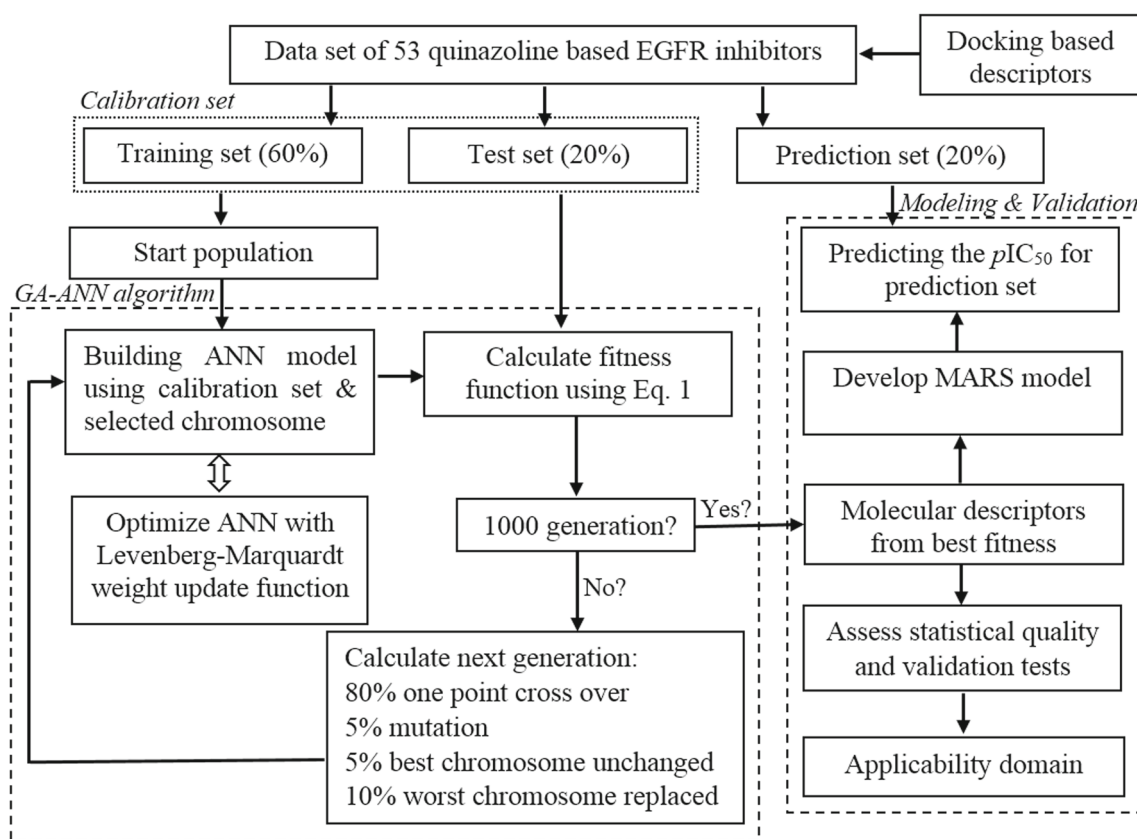 Data set of 53 quinazoline based EGFR inhibitors
Docking based
descriptors
Calibration set
Training set (60%)
Test set (20%)
Prediction set (20%)
Start population
Modeling & Validation
Predicting the pIC₅₀ for
prediction set
GA-ANN algorithm
Building ANN model
using calibration set &
selected chromosome
Calculate fitness
function using Eq. 1
Develop MARS model
Optimize ANN with
Levenberg-Marquardt
weight update function
1000 generation?
Yes?
Molecular descriptors
from best fitness
No?
Calculate next generation:
80% one point cross over
5% mutation
5% best chromosome unchanged
10% worst chromosome replaced
Assess statistical quality
and validation tests
Applicability domain